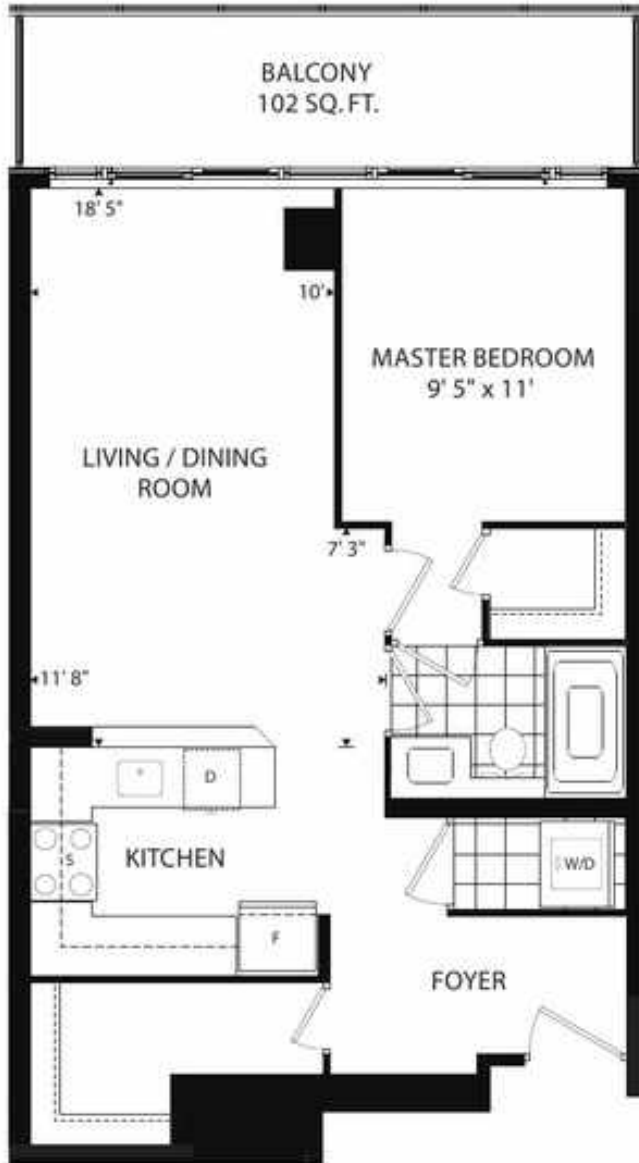 BALCONY
102 SQ. FT.
18' 5"
10'
MASTER BEDROOM
9' 5" x 11'
LIVING / DINING
ROOM
7' 3"
11' 8"
D
S
KITCHEN
W/D
F
FOYER